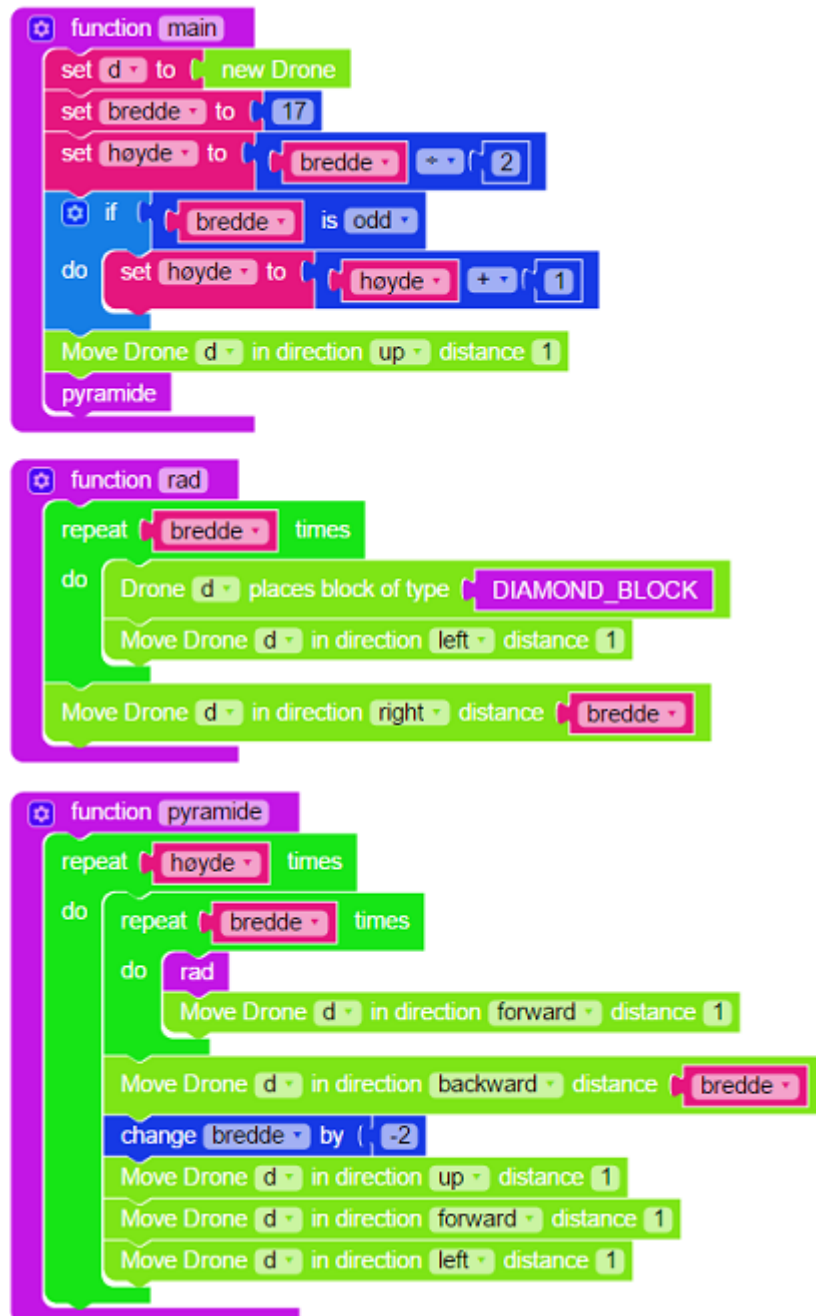 function main
set d to new Drone
set bredde to 17
set høyde to bredde ÷ 2
if bredde is odd
do set høyde to høyde + 1
Move Drone d in direction up distance 1
pyramide
function rad
repeat bredde times
do Drone d places block of type DIAMOND_BLOCK
Move Drone d in direction left distance 1
Move Drone d in direction right distance bredde
function pyramide
repeat høyde times
do repeat bredde times
do rad
Move Drone d in direction forward distance 1
Move Drone d in direction backward distance bredde
change bredde by -2
Move Drone d in direction up distance 1
Move Drone d in direction forward distance 1
Move Drone d in direction left distance 1